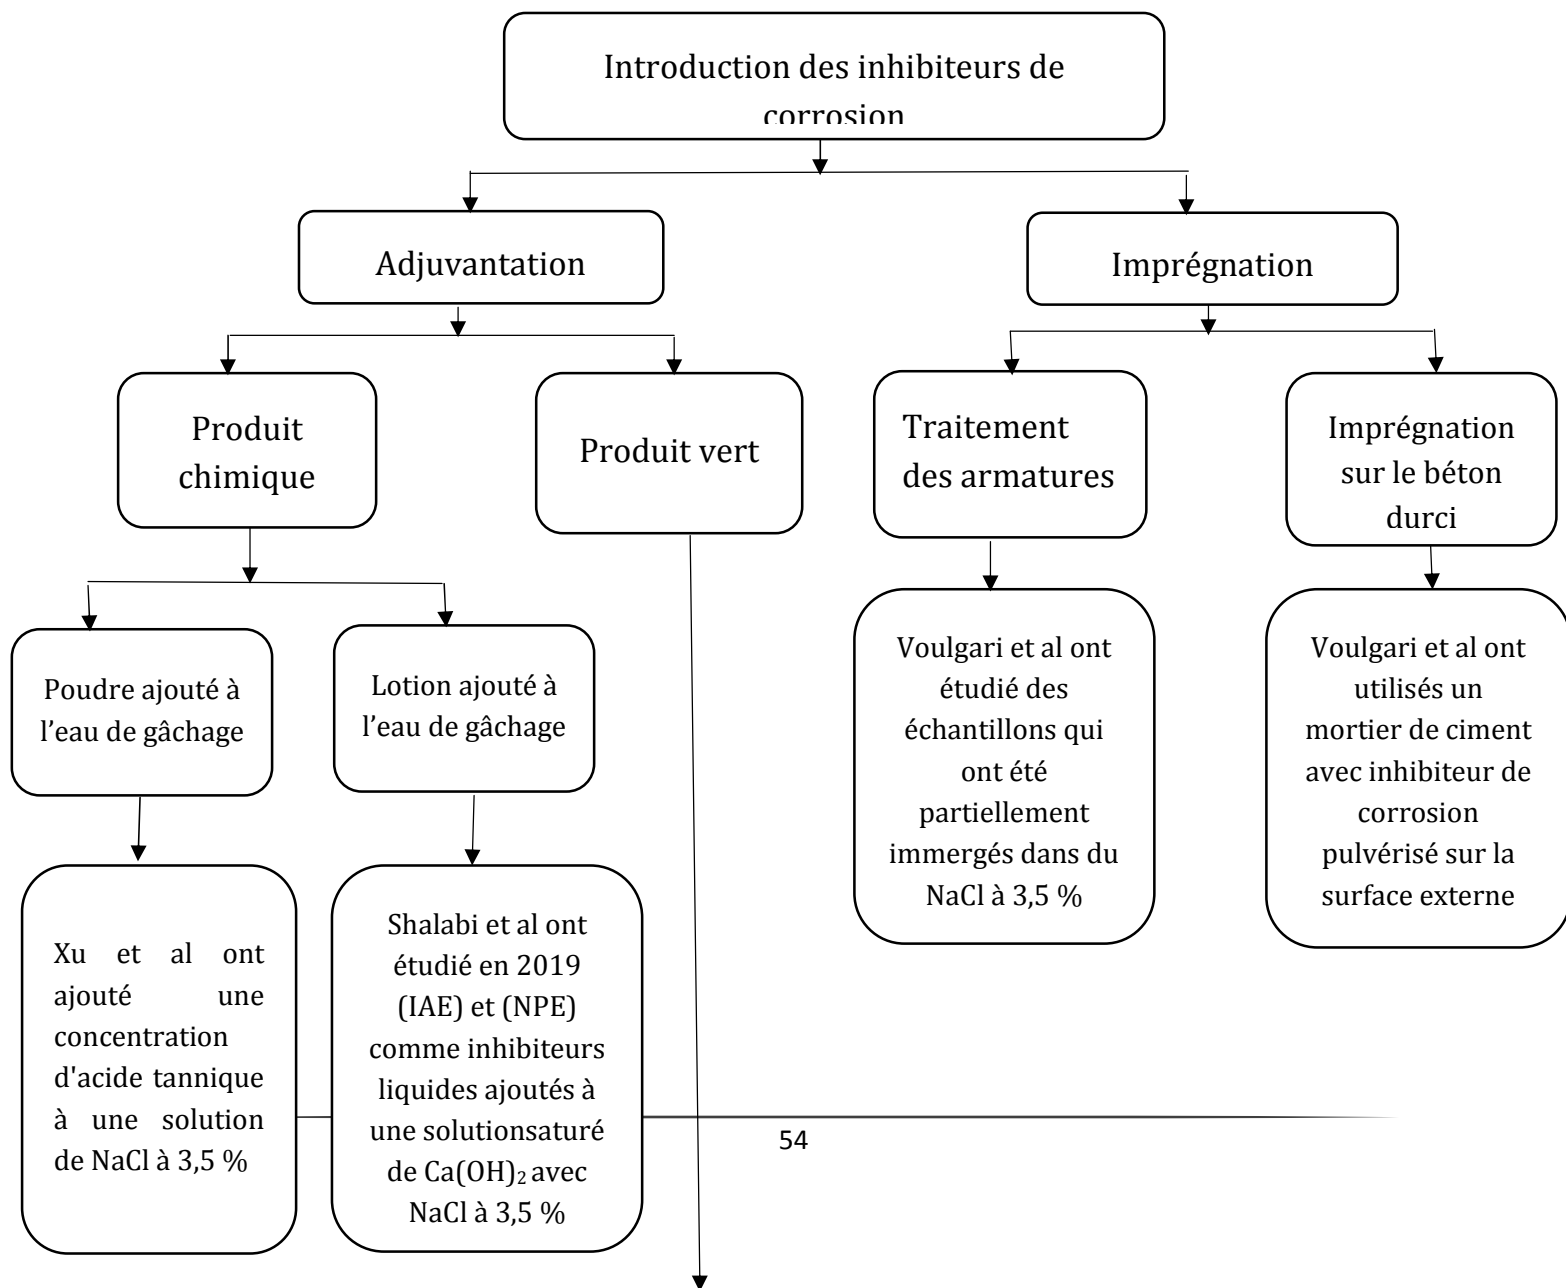 Introduction des inhibiteurs de
corrosion
Adjuvantation
Imprégnation
Produit
chimique
Produit vert
Traitement
des armatures
Imprégnation
sur le béton
durci
Poudre ajouté à
l'eau de gâchage
Lotion ajouté à
l'eau de gâchage
Voulgari et al ont
étudié des
échantillons qui
ont été
partiellement
immergés dans du
NaCl à 3,5 %
Voulgari et al ont
utilisés un
mortier de ciment
avec inhibiteur de
corrosion
pulvérisé sur la
surface externe
Xu et al ont
ajouté une
concentration
d'acide tannique
à une solution
de NaCl à 3,5 %
Shalabi et al ont
étudié en 2019
(IAE) et (NPE)
comme inhibiteurs
liquides ajoutés à
une solutionsaturé
de Ca(OH)₂ avec
NaCl à 3,5 %
54